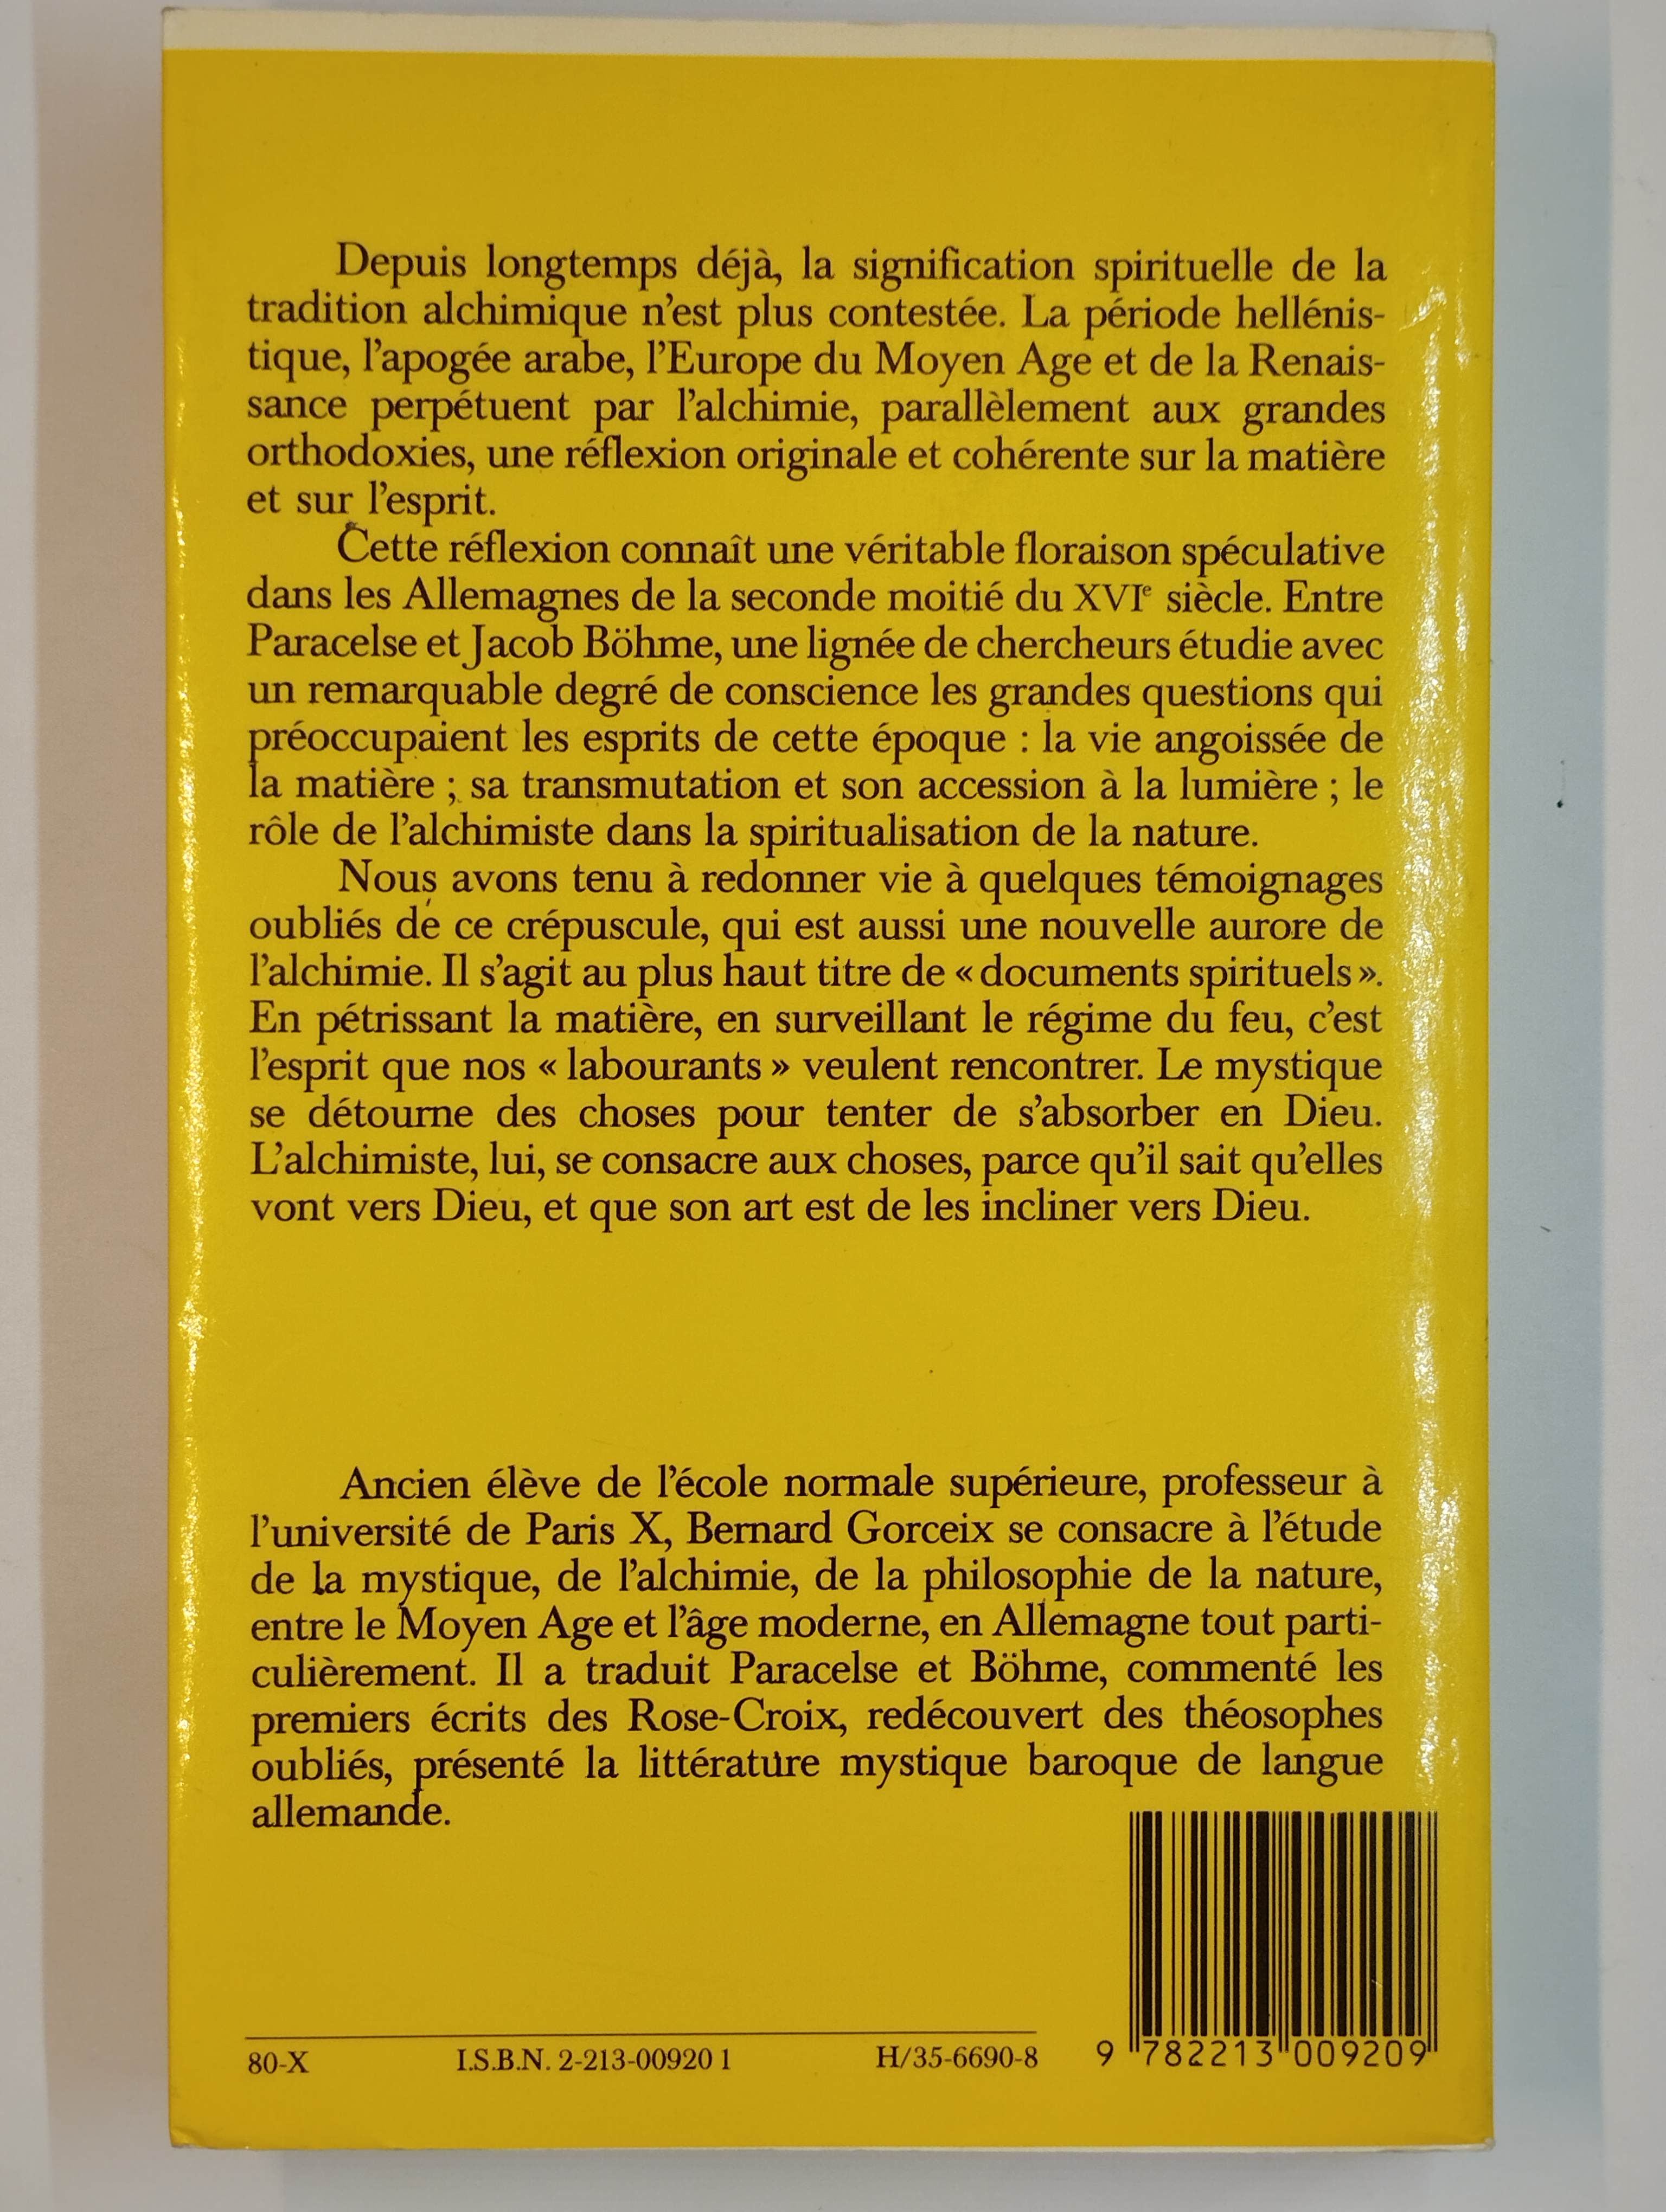 Depuis longtemps déjà, la signification spirituelle de la
tradition alchimique n'est plus contestée. La période hellénis-
tique, l'apogée arabe, l'Europe du Moyen Age et de la Renais-
sance perpétuent par l'alchimie, parallèlement aux grandes
orthodoxies, une réflexion originale et cohérente sur la matière
et sur l'esprit.
Cette réflexion connaît une véritable floraison spéculative
dans les Allemagnes de la seconde moitié du XVIe siècle. Entre
Paracelse et Jacob Böhme, une lignée de chercheurs étudie avec
un remarquable degré de conscience les grandes questions qui
préoccupaient les esprits de cette époque : la vie angoissée de
la matière ; sa transmutation et son accession à la lumière ; le
rôle de l'alchimiste dans la spiritualisation de la nature.
Nous avons tenu à redonner vie à quelques témoignages
oubliés de ce crépuscule, qui est aussi une nouvelle aurore de
l'alchimie. Il s'agit au plus haut titre de « documents spirituels ».
En pétrissant la matière, en surveillant le régime du feu, c'est
l'esprit que nos « labourants » veulent rencontrer. Le mystique
se détourne des choses pour tenter de s'absorber en Dieu.
L'alchimiste, lui, se consacre aux choses, parce qu'il sait qu'elles
vont vers Dieu, et que son art est de les incliner vers Dieu.
Ancien élève de l'école normale supérieure, professeur à
l'université de Paris X, Bernard Gorceix se consacre à l'étude
de la mystique, de l'alchimie, de la philosophie de la nature,
entre le Moyen Age et l'âge moderne, en Allemagne tout parti-
culièrement. Il a traduit Paracelse et Böhme, commenté les
premiers écrits des Rose-Croix, redécouvert des théosophes
oubliés, présenté la littérature mystique baroque de langue
allemande.
80-X I.S.B.N. 2-213-00920 1 H/35-6690-8
9 782213 009209